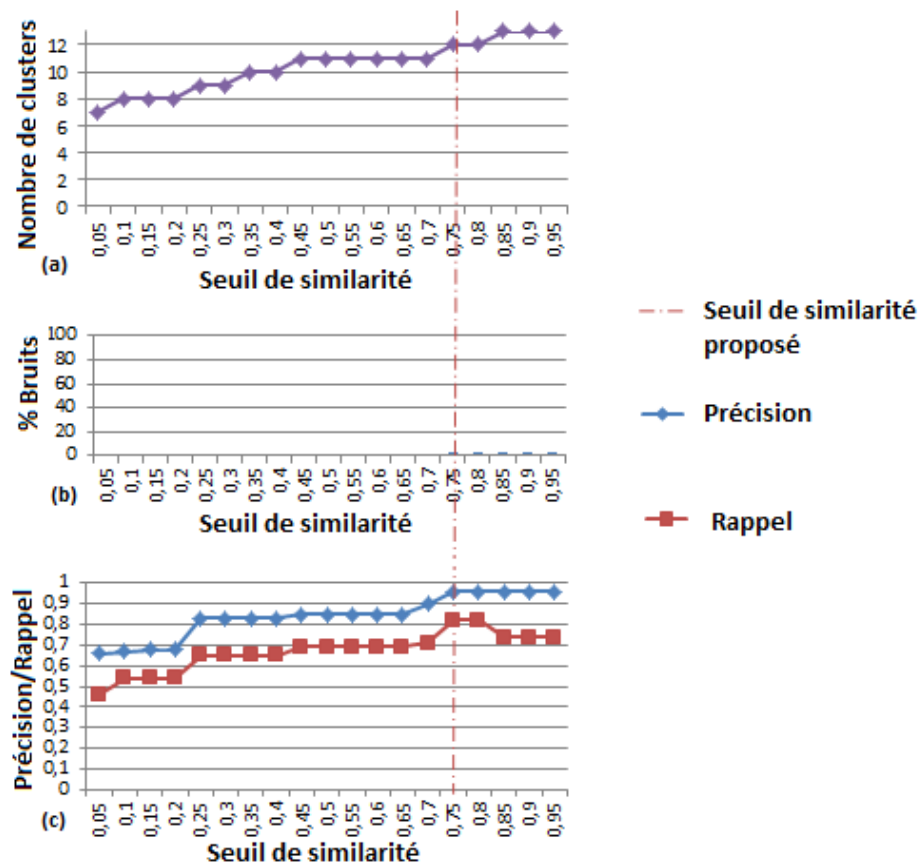 Nombre de clusters
12
10
8
6
4
2
0
0,05 0,1 0,15 0,2 0,25 0,3 0,35 0,4 0,45 0,5 0,55 0,6 0,65 0,7 0,75 0,8 0,85 0,9 0,95
(a)
Seuil de similarité
% Bruits
100
80
60
40
20
0
0,05 0,1 0,15 0,2 0,25 0,3 0,35 0,4 0,45 0,5 0,55 0,6 0,65 0,7 0,75 0,8 0,85 0,9 0,95
(b)
Seuil de similarité
Précision/Rappel
1
0,9
0,8
0,7
0,6
0,5
0,4
0,3
0,2
0,1
0
0,05 0,1 0,15 0,2 0,25 0,3 0,35 0,4 0,45 0,5 0,55 0,6 0,65 0,7 0,75 0,8 0,85 0,9 0,95
(c)
Seuil de similarité
Seuil de similarité
proposé
Précision
Rappel